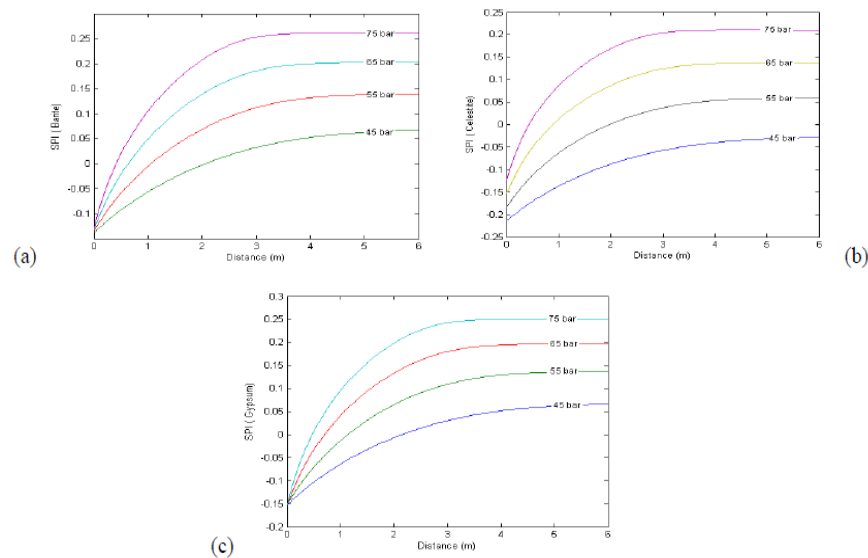 0.25
0.2
0.15
0.1
0.05
0
-0.05
-0.1
SPI ( Barite)
75 bar
65 bar
55 bar
45 bar
0 1 2 3 4 5 6
Distance (m)
(a)
0.25
0.2
0.15
0.1
0.05
0
-0.05
-0.1
-0.15
-0.2
-0.25
SPI ( Celestite)
75 bar
65 bar
55 bar
45 bar
0 1 2 3 4 5 6
Distance (m)
(b)
0.3
0.25
0.2
0.15
0.1
0.05
0
-0.05
-0.1
-0.15
-0.2
SPI ( Gypsum)
75 bar
65 bar
55 bar
45 bar
0 1 2 3 4 5 6
Distance (m)
(c)